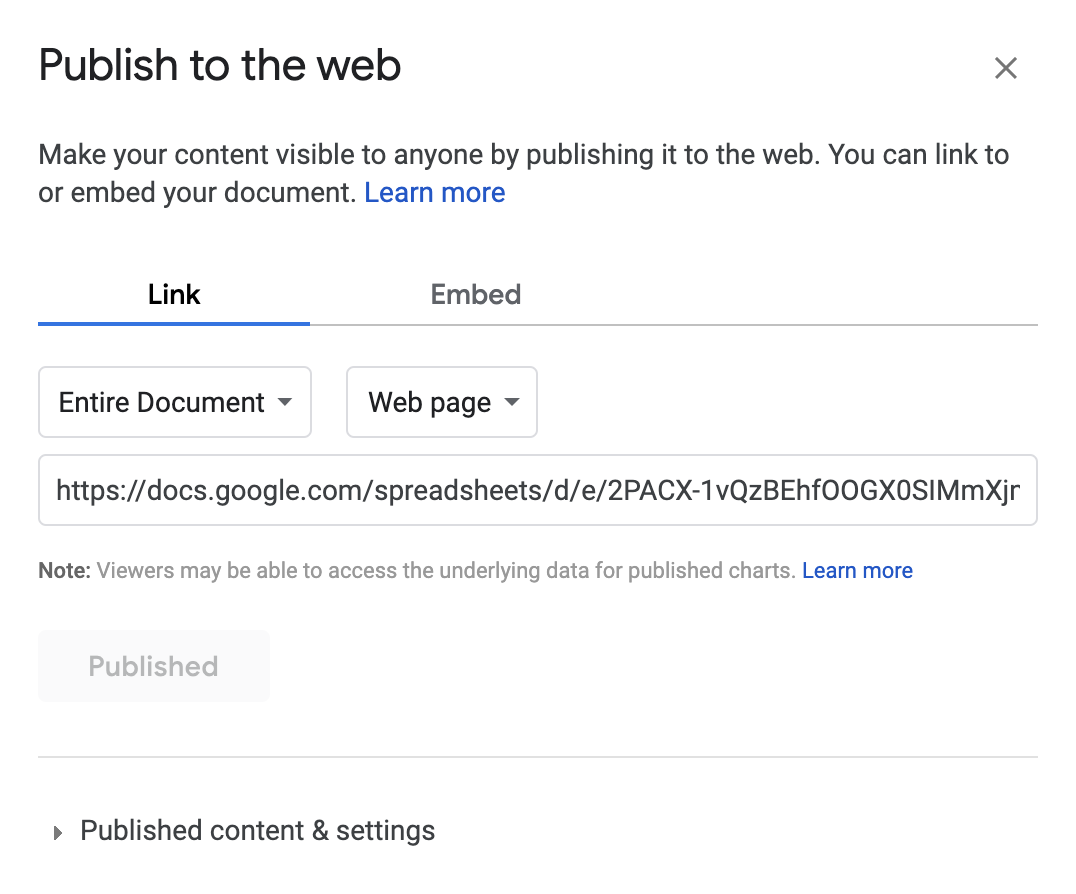 Publish to the web
Make your content visible to anyone by publishing it to the web. You can link to
or embed your document. Learn more
Link Embed
Entire Document Web page
https://docs.google.com/spreadsheets/d/e/2PACX-1vQzBEhfOOGX0SIMmXjr
Note: Viewers may be able to access the underlying data for published charts. Learn more
Published
Published content & settings